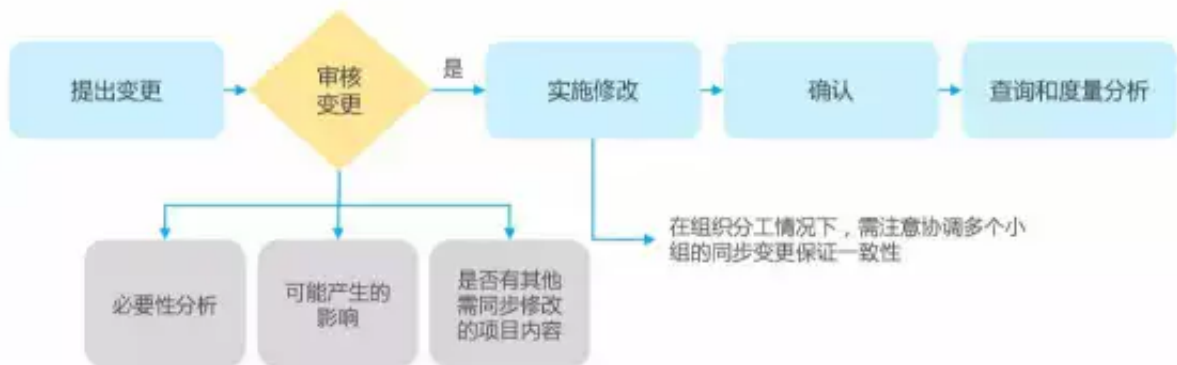 提出变更
审核
变更
是
实施修改
确认
查询和度量分析
在组织分工情况下，需注意协调多个小
组的同步变更保证一致性
必要性分析
可能产生的
影响
是否有其他
需同步修改
的项目内容